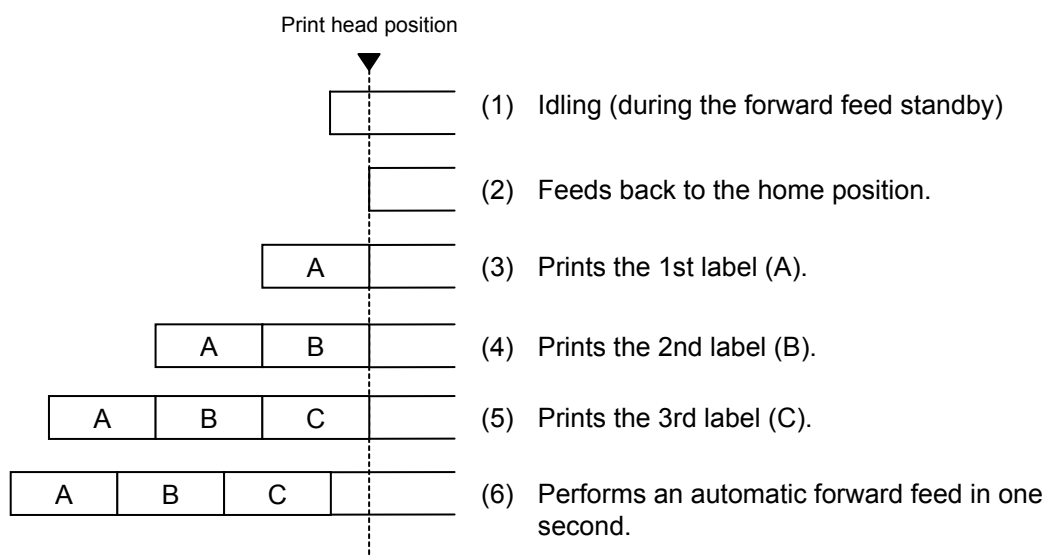 Print head position
(1) Idling (during the forward feed standby)
(2) Feeds back to the home position.
A
(3) Prints the 1st label (A).
A B
(4) Prints the 2nd label (B).
A B C
(5) Prints the 3rd label (C).
A B C
(6) Performs an automatic forward feed in one
second.